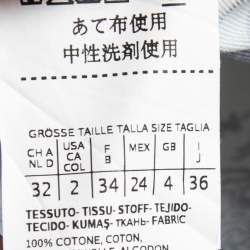 あて布使用
中性洗剤使用
GRÖSSE TAILLE TALLA SIZE TAGLIA
CH A USA F MEX GB I
NL D CA B J
32 2 34 24 4 36
TESSUTO- TISSU- STOFF- TEJIDO-
TECIDO- KUMAŞ- ТКАНЬ- FABRIC
100% COTONE, COTON,
ALGODON